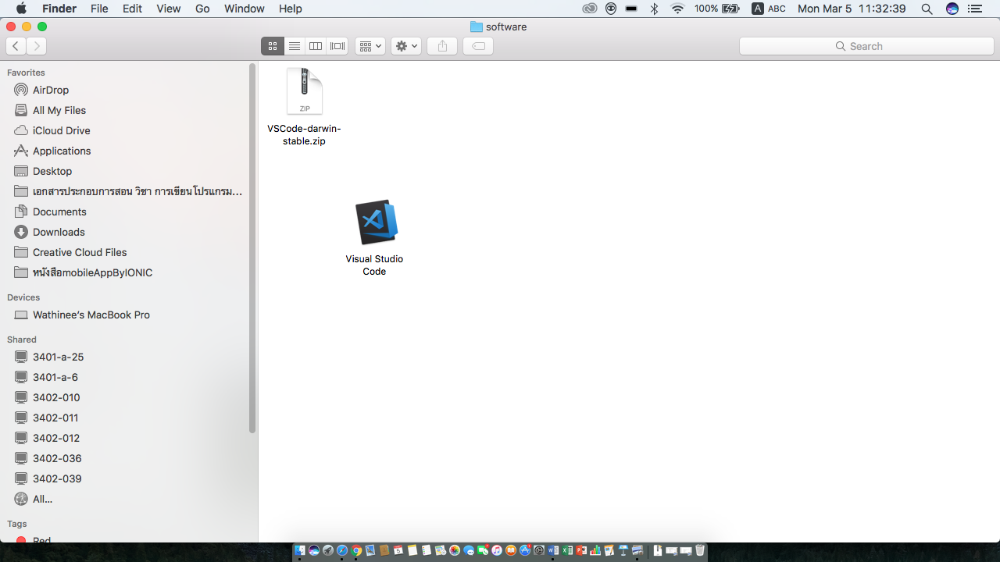 Finder File Edit View Go Window Help 100% A ABC Mon Mar 5 11:32:39
software
Search
Favorites
AirDrop
All My Files
iCloud Drive
Applications
Desktop
เอกสารประกอบการสอน วิชา การเขียนโปรแกรม...
Documents
Downloads
Creative Cloud Files
หนังสือmobileAppByIONIC
Devices
Wathinee's MacBook Pro
Shared
3401-a-25
3401-a-6
3402-010
3402-011
3402-012
3402-036
3402-039
All...
Tags
Red
ZIP
VSCode-darwin-
stable.zip
Visual Studio
Code